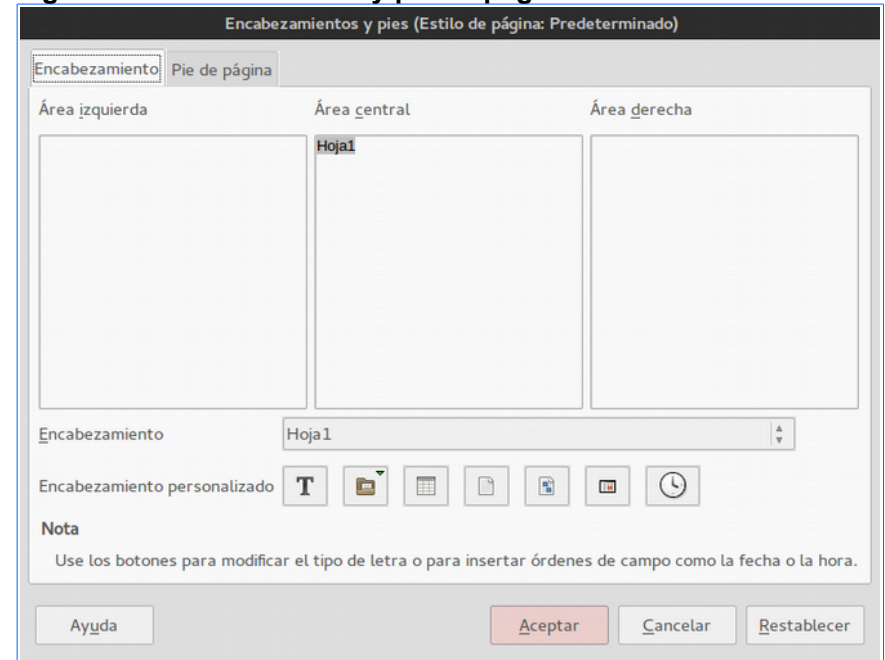 Encabezamientos y pies (Estilo de página: Predeterminado)
Encabezamiento Pie de página
Área izquierda Área central Área derecha
Hoja1
Encabezamiento Hoja1
Encabezamiento personalizado T
Nota
Use los botones para modificar el tipo de letra o para insertar órdenes de campo como la fecha o la hora.
Ayuda Aceptar Cancelar Restablecer